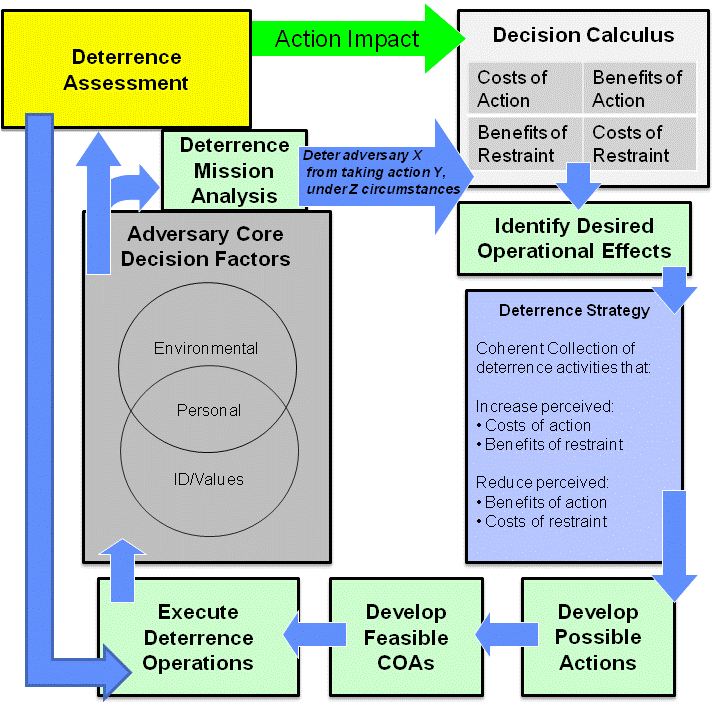 Deterrence
Assessment
Action Impact
Decision Calculus
Costs of
Action
Benefits of
Action
Benefits of
Restraint
Costs of
Restraint
Deterrence
Mission
Analysis
Deter adversary X
from taking action Y,
under Z circumstances
Identify Desired
Operational Effects
Adversary Core
Decision Factors
Environmental
Personal
ID/Values
Deterrence Strategy
Coherent Collection of
deterrence activities that:
Increase perceived:
• Costs of action
• Benefits of restraint
Reduce perceived:
• Benefits of action
• Costs of restraint
Execute
Deterrence
Operations
Develop
Feasible
COAs
Develop
Possible
Actions